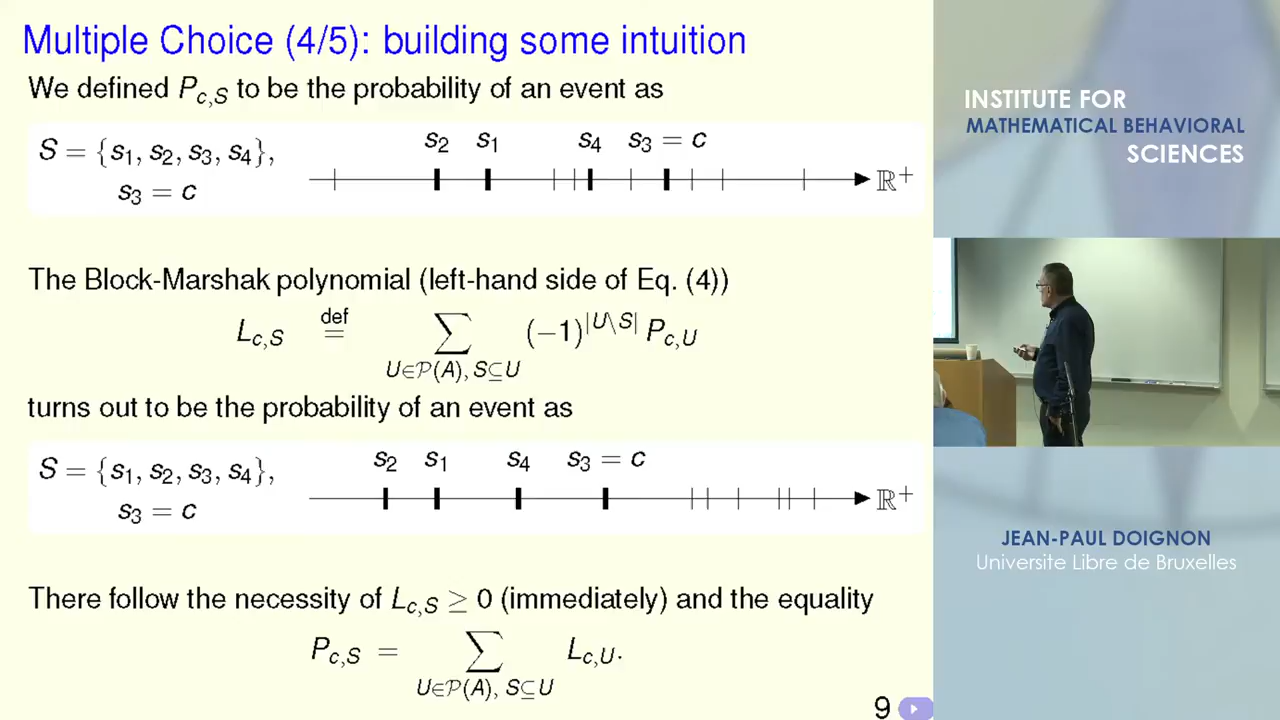 Multiple Choice (4/5): building some intuition
We defined P_{c,S} to be the probability of an event as
S = {s₁, s₂, s₃, s₄},
s₃ = c
s₂ s₁ s₄ s₃ = c
ℝ⁺
The Block-Marshak polynomial (left-hand side of Eq. (4))
L_{c,S} def= ∑_{U∈𝒫(A), S⊆U} (−1)^{|U\S|} P_{c,U}
turns out to be the probability of an event as
S = {s₁, s₂, s₃, s₄},
s₃ = c
s₂ s₁ s₄ s₃ = c
ℝ⁺
There follow the necessity of L_{c,S} ≥ 0 (immediately) and the equality
P_{c,S} = ∑_{U∈𝒫(A), S⊆U} L_{c,U}.
9
INSTITUTE FOR
MATHEMATICAL BEHAVIORAL
SCIENCES
JEAN-PAUL DOIGNON
Universite Libre de Bruxelles